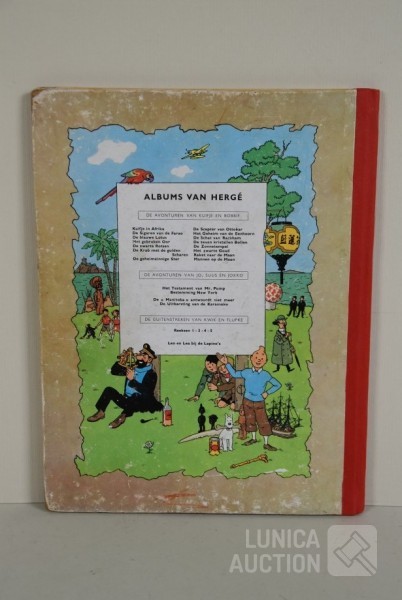 ALBUMS VAN HERGÉ
DE AVONTUREN VAN KUIFJE EN BOBBIE
Kuifje in Afrika
De Sigaren van de Farao
De blauwe Lotus
Het gebroken Oor
De zwarte Rotsen
De Krab met de gulden
Scharen
De geheimzinnige Ster
De Scepter van Ottokar
Het Geheim van de Eenhoorn
De Schat van Rackham
De zeven kristallen Bollen
De Zonnetempel
Het zwarte Goud
Raket naar de Maan
Mannen op de Maan
DE AVONTUREN VAN JO, SUUS EN JOKKO
Het Testament van Mr. Pump
Bestemming New York
De « Manitoba » antwoordt niet meer
De Uitbarsting van de Karamako
DE GUITENSTREKEN VAN KWIK EN FLUPKE
Reeksen 1 - 2 - 4 - 5
Leo en Lea bij de Lapino's
LUNICA
AUCTION